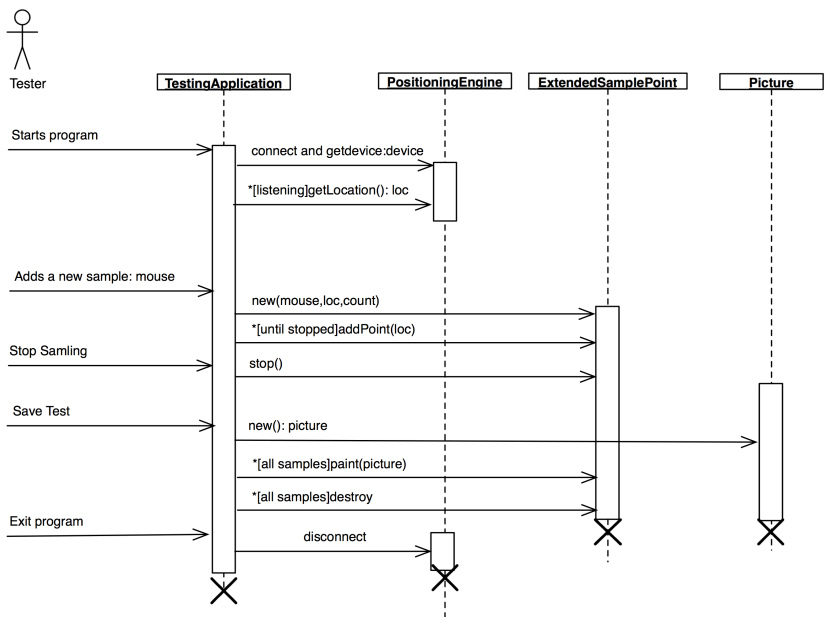 Tester
TestingApplication
PositioningEngine
ExtendedSamplePoint
Picture
Starts program
connect and getdevice:device
*[listening]getLocation(): loc
Adds a new sample: mouse
new(mouse,loc,count)
*[until stopped]addPoint(loc)
Stop Samling
stop()
Save Test
new(): picture
*[all samples]paint(picture)
*[all samples]destroy
Exit program
disconnect